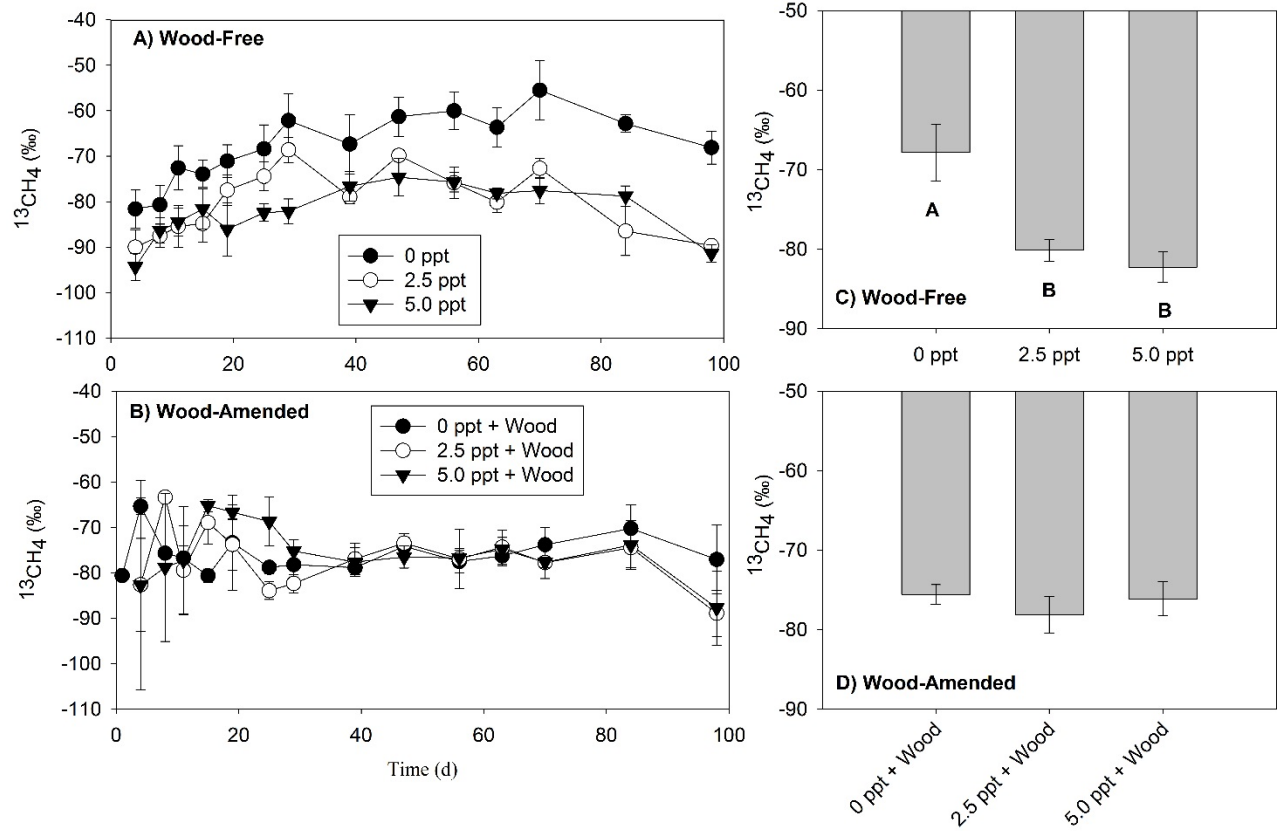 A) Wood-Free
-40
-50
-60
-70
-80
-90
-100
-110
13CH4 (‰)
0 ppt
2.5 ppt
5.0 ppt
0 20 40 60 80 100
B) Wood-Amended
-40
-50
-60
-70
-80
-90
-100
-110
13CH4 (‰)
0 ppt + Wood
2.5 ppt + Wood
5.0 ppt + Wood
0 20 40 60 80 100
Time (d)
-50
-60
-70
-80
-90
13CH4 (‰)
A
B
B
C) Wood-Free
0 ppt 2.5 ppt 5.0 ppt
-50
-60
-70
-80
-90
13CH4 (‰)
D) Wood-Amended
0 ppt + Wood
2.5 ppt + Wood
5.0 ppt + Wood